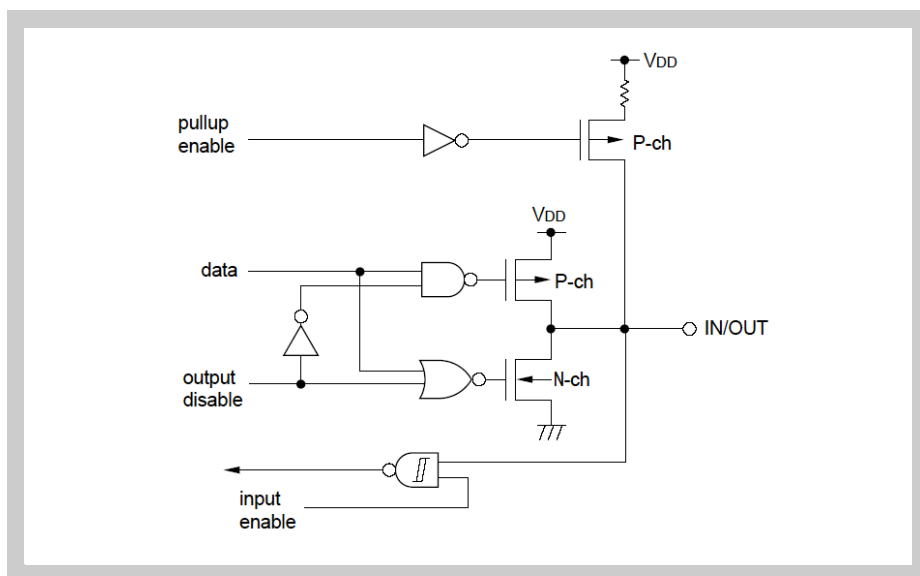 VDD
pullup
enable
P-ch
VDD
data
P-ch
IN/OUT
output
disable
N-ch
input
enable